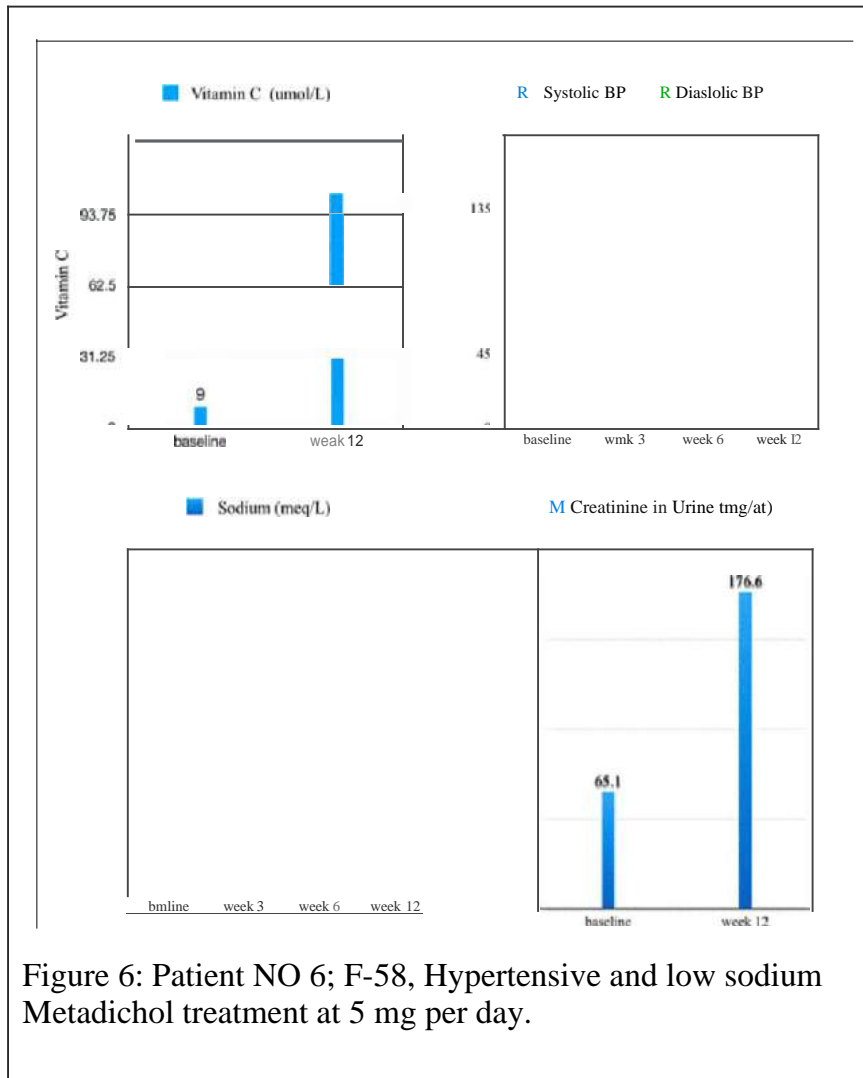 Vitamin C (umol/L)
R Systolic BP R Diaslolic BP
93.75
62.5
31.25
Vitamin C
9
baseline weak 12
135
45
baseline wmk 3 week 6 week I2
Sodium (meq/L)
M Creatinine in Urine tmg/at)
bmline week 3 week 6 week 12
176.6
65.1
baseline week 12
Figure 6: Patient NO 6; F-58, Hypertensive and low sodium
Metadichol treatment at 5 mg per day.